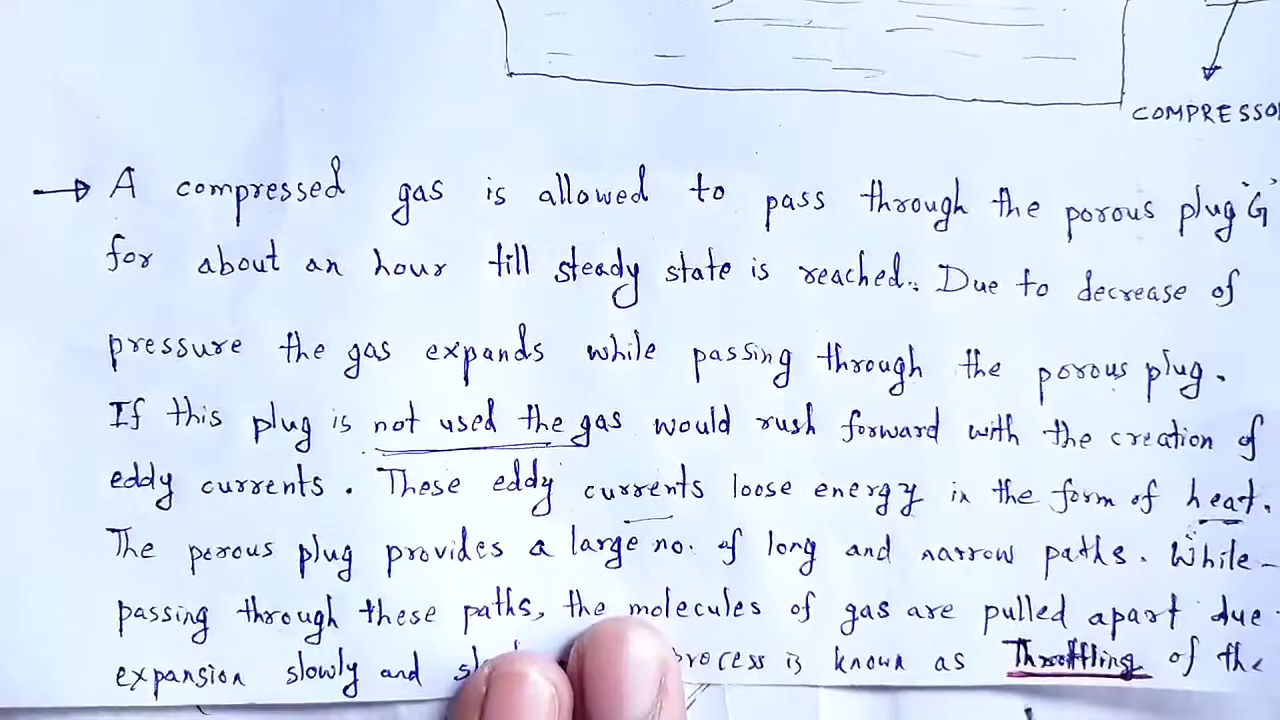 COMPRESSO
→ A compressed gas is allowed to pass through the porous plug "G"
for about an hour till steady state is reached. Due to decrease of
pressure the gas expands while passing through the porous plug.
If this plug is not used the gas would rush forward with the creation of
eddy currents. These eddy currents loose energy in the form of heat.
The porous plug provides a large no. of long and narrow paths. While
passing through these paths, the molecules of gas are pulled apart due
expansion slowly and process is known as Throttling of the